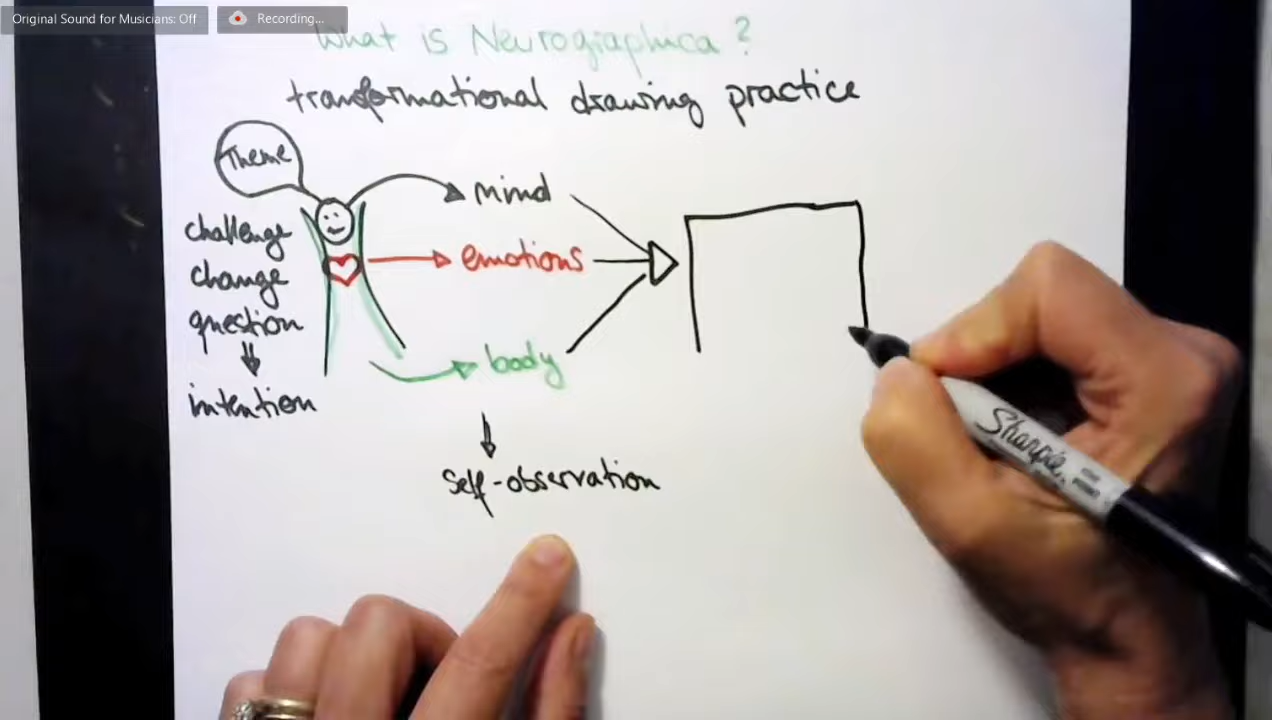 Original Sound for Musicians: Off
Recording...
What is Neurographica?
transformational drawing practice
Theme
mind
challenge
change
question
intention
emotions
body
self-observation
Sharpie